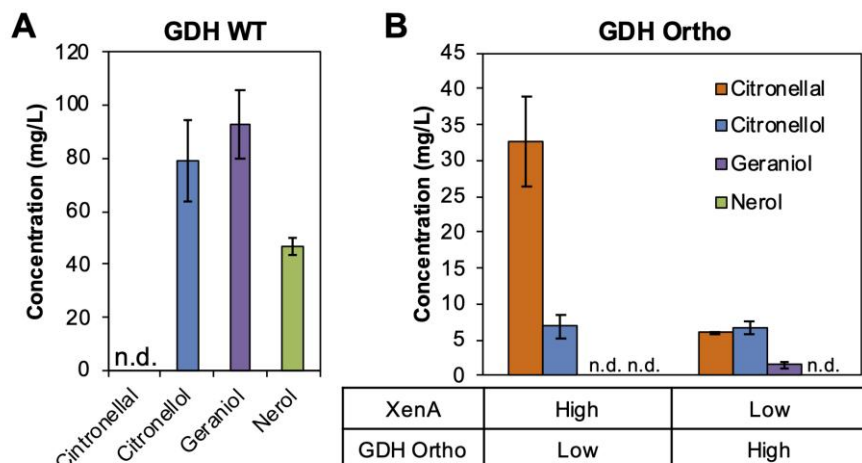 A
GDH WT
Concentration (mg/L)
120
100
80
60
40
20
0
n.d.
Cintronellal
Citronellol
Geraniol
Nerol
B
GDH Ortho
Concentration (mg/L)
45
40
35
30
25
20
15
10
5
0
Citronellal
Citronellol
Geraniol
Nerol
n.d. n.d.
n.d.
XenA High Low
GDH Ortho Low High